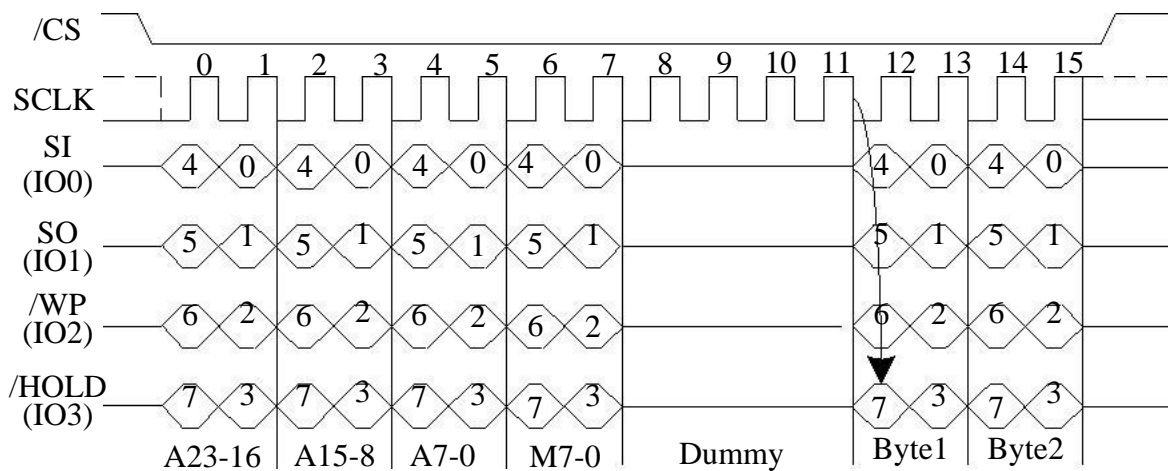 /CS
0 1 2 3 4 5 6 7 8 9 10 11 12 13 14 15
SCLK
SI
(IO0)
4 0 4 0 4 0 4 0 4 0 4 0
SO
(IO1)
5 1 5 1 5 1 5 1 5 1 5 1
/WP
(IO2)
6 2 6 2 6 2 6 2 6 2 6 2
/HOLD
(IO3)
7 3 7 3 7 3 7 3 7 3 7 3
A23-16 A15-8 A7-0 M7-0 Dummy Byte1 Byte2